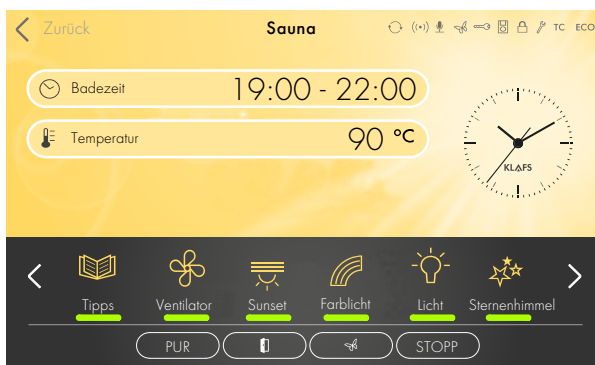 Zurück Sauna TC ECO
Badezeit 19:00 - 22:00
Temperatur 90 °C
KLAFS
Tipps Ventilator Sunset Farblicht Licht Sternenhimmel
PUR STOPP